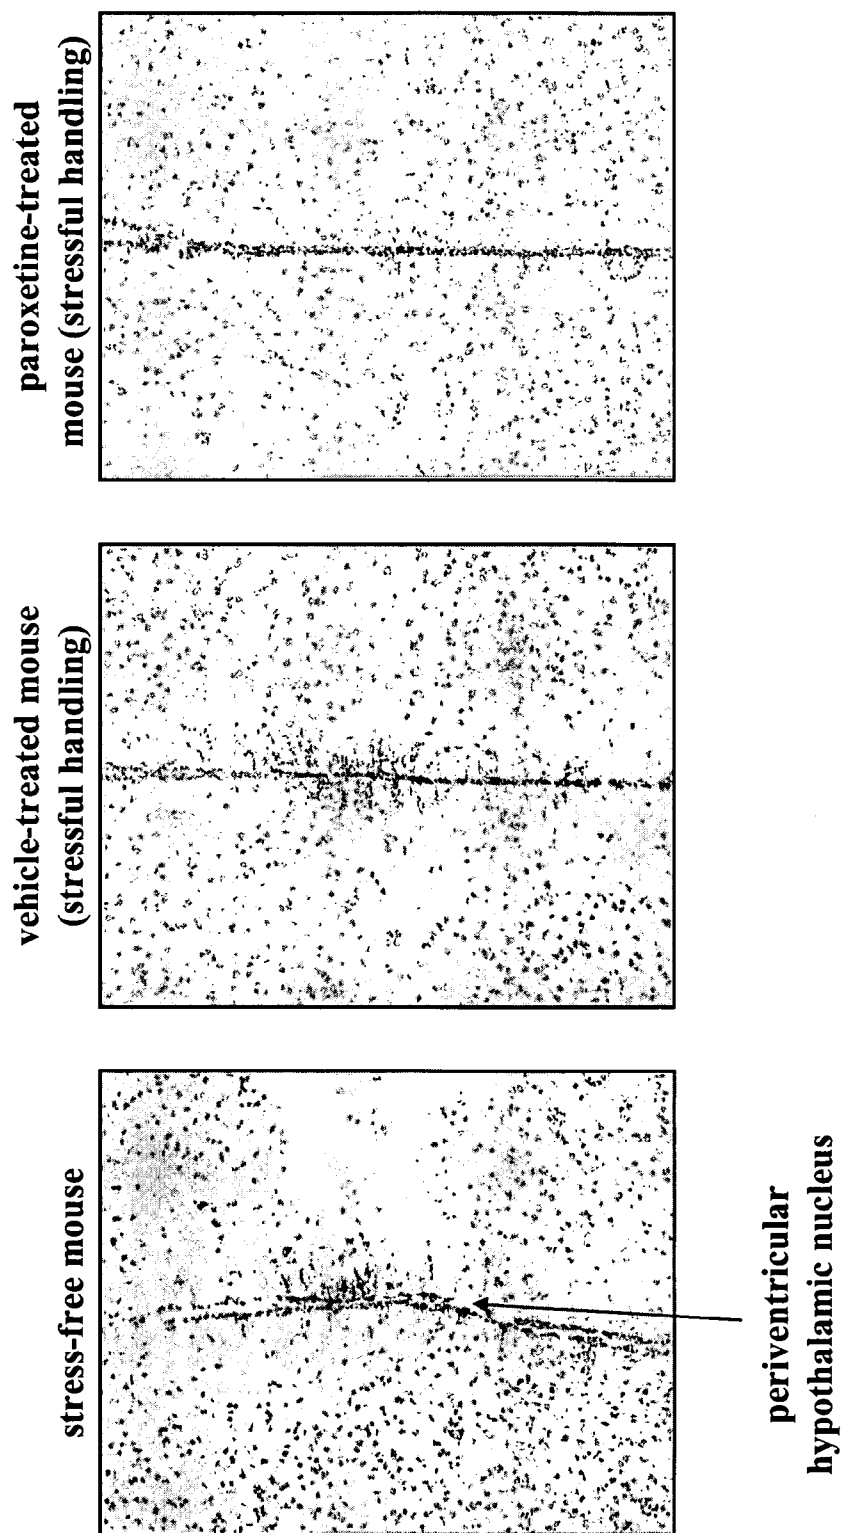 paroxetine-treated
mouse (stressful handling)
vehicle-treated mouse
(stressful handling)
stress-free mouse
periventricular
hypothalamic nucleus